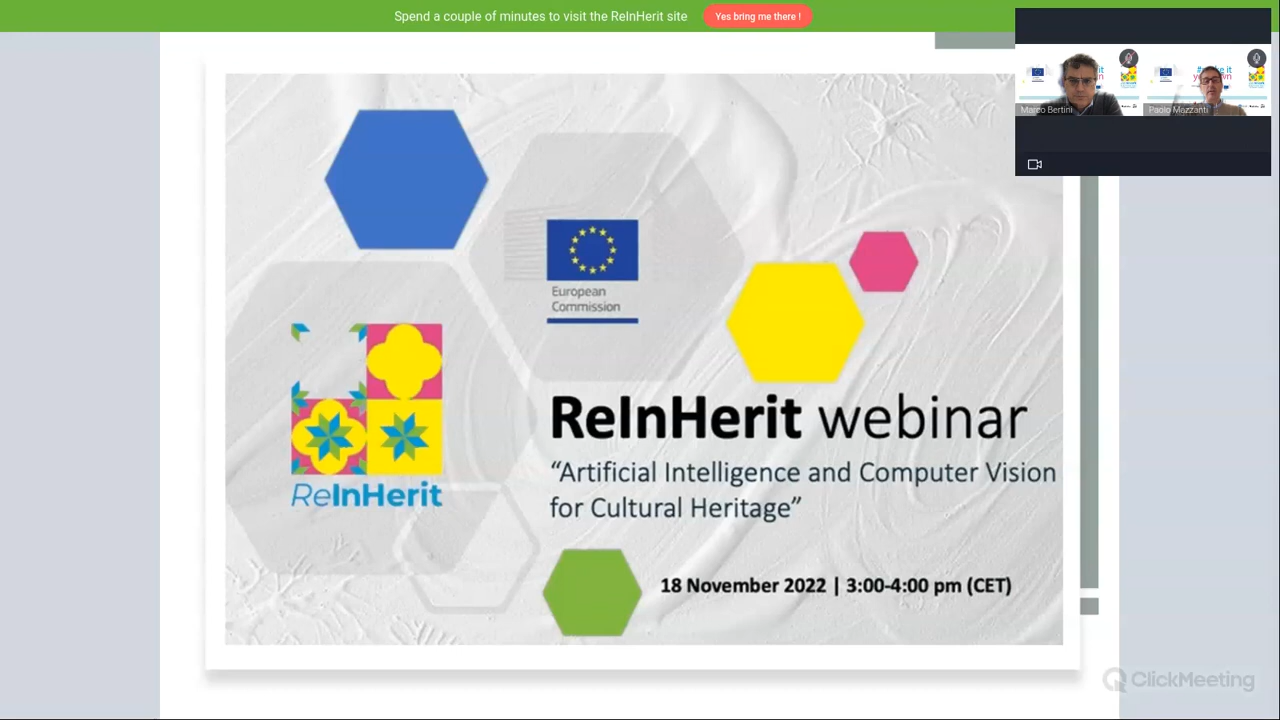 Spend a couple of minutes to visit the ReInHerit site
Yes bring me there !
Marco Bertini
Paolo Mazzanti
European
Commission
ReInHerit
ReInHerit webinar
“Artificial Intelligence and Computer Vision
for Cultural Heritage”
18 November 2022 | 3:00-4:00 pm (CET)
ClickMeeting